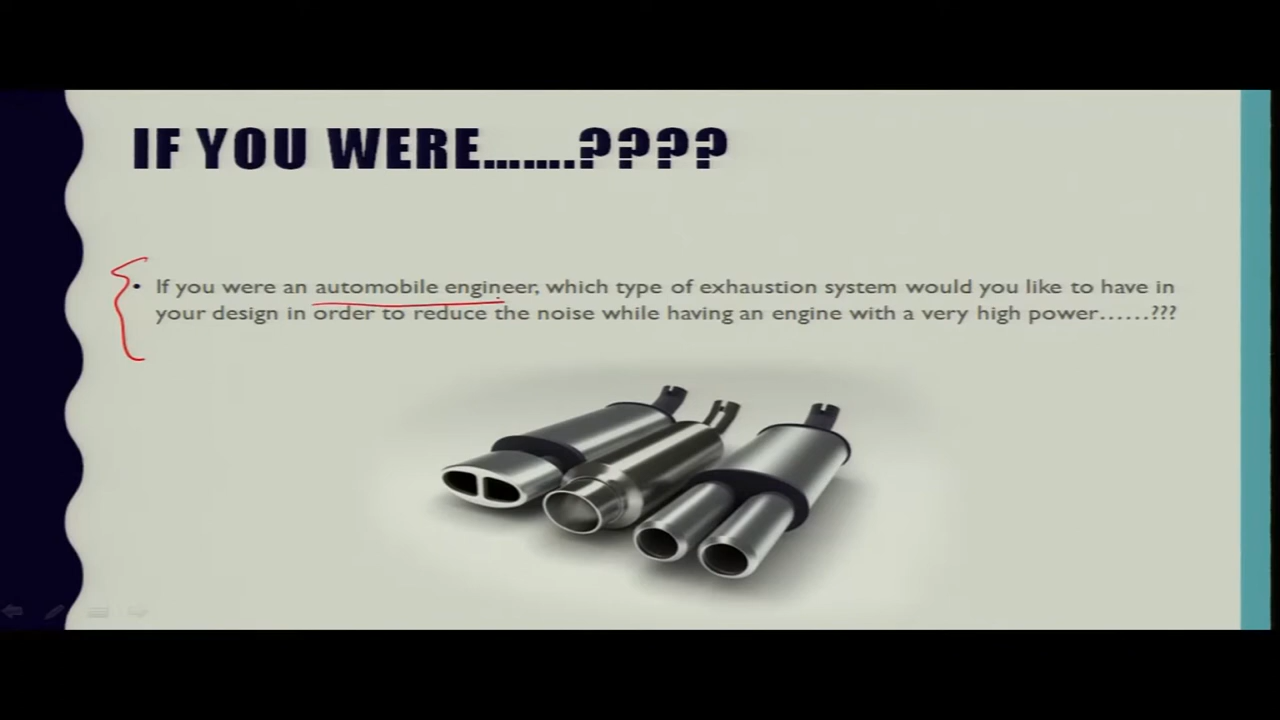 IF YOU WERE.......????
• If you were an automobile engineer, which type of exhaustion system would you like to have in
your design in order to reduce the noise while having an engine with a very high power......???